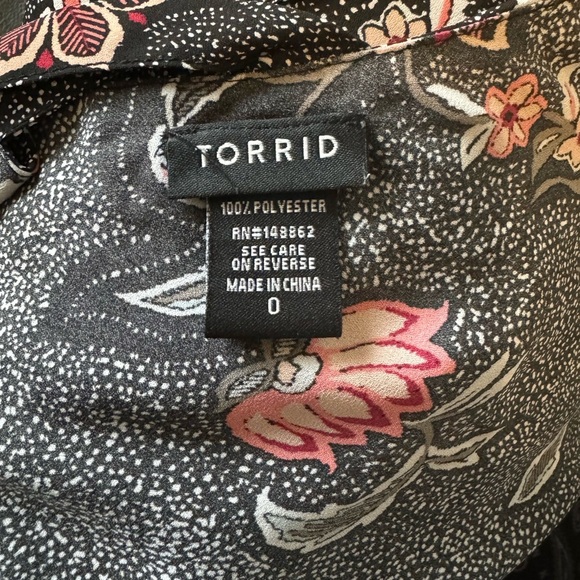 TORRID
100% POLYESTER
RN#148862
SEE CARE
ON REVERSE
MADE IN CHINA
0